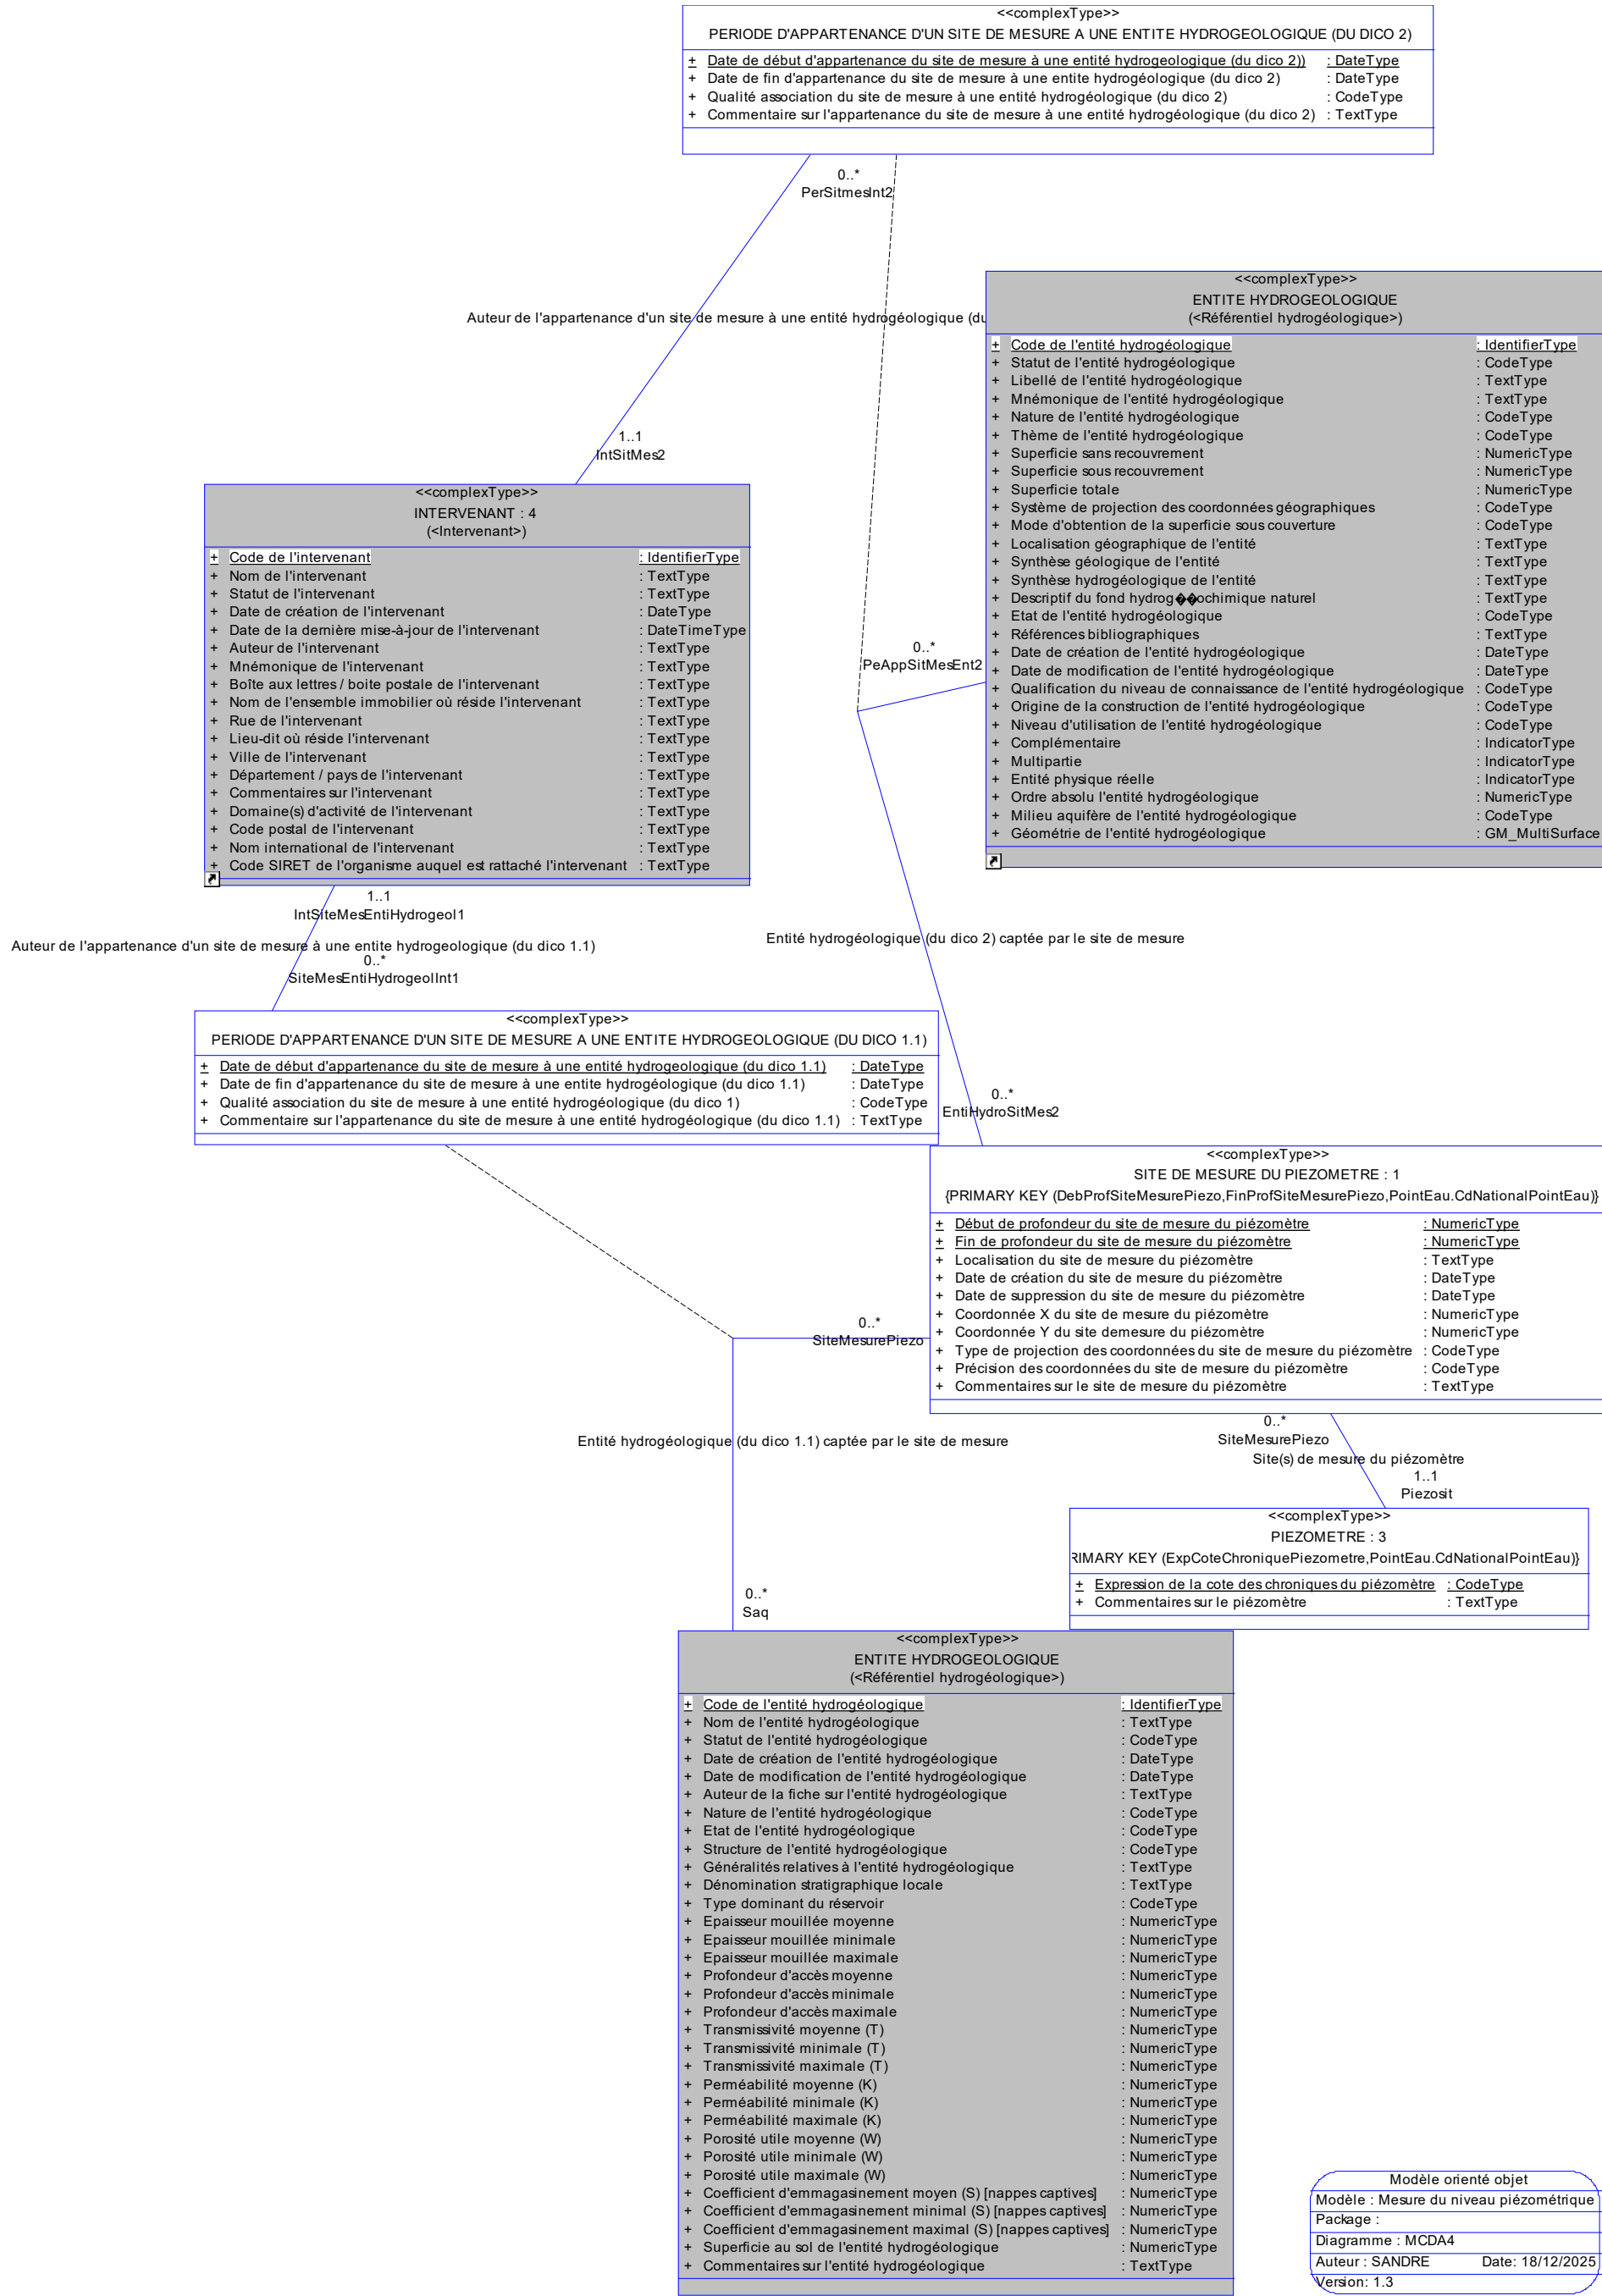 <<complexType>>
PERIODE D'APPARTENANCE D'UN SITE DE MESURE A UNE ENTITE HYDROGEOLOGIQUE (DU DICO 2)
+ Date de début d'appartenance du site de mesure à une entité hydrogeologique (du dico 2)) : DateType
+ Date de fin d'appartenance du site de mesure à une entite hydrogéologique (du dico 2) : DateType
+ Qualité association du site de mesure à une entité hydrogéologique (du dico 2) : CodeType
+ Commentaire sur l'appartenance du site de mesure à une entité hydrogéologique (du dico 2) : TextType
0..*
PerSitmesInt2
Auteur de l'appartenance d'un site de mesure à une entité hydrogéologique (du
<<complexType>>
ENTITE HYDROGEOLOGIQUE
(<Référentiel hydrogéologique>)
+ Code de l'entité hydrogéologique : IdentifierType
+ Statut de l'entité hydrogéologique : CodeType
+ Libellé de l'entité hydrogéologique : TextType
+ Mnémonique de l'entité hydrogéologique : TextType
+ Nature de l'entité hydrogéologique : CodeType
+ Thème de l'entité hydrogéologique : CodeType
+ Superficie sans recouvrement : NumericType
+ Superficie sous recouvrement : NumericType
+ Superficie totale : NumericType
+ Système de projection des coordonnées géographiques : CodeType
+ Mode d'obtention de la superficie sous couverture : CodeType
+ Localisation géographique de l'entité : TextType
+ Synthèse géologique de l'entité : TextType
+ Synthèse hydrogéologique de l'entité : TextType
+ Descriptif du fond hydrog��ochimique naturel : TextType
+ Etat de l'entité hydrogéologique : CodeType
+ Références bibliographiques : TextType
+ Date de création de l'entité hydrogéologique : DateType
+ Date de modification de l'entité hydrogéologique : DateType
+ Qualification du niveau de connaissance de l'entité hydrogéologique : CodeType
+ Origine de la construction de l'entité hydrogéologique : CodeType
+ Niveau d'utilisation de l'entité hydrogéologique : CodeType
+ Complémentaire : IndicatorType
+ Multipartie : IndicatorType
+ Entité physique réelle : IndicatorType
+ Ordre absolu l'entité hydrogéologique : NumericType
+ Milieu aquifère de l'entité hydrogéologique : CodeType
+ Géométrie de l'entité hydrogéologique : GM_MultiSurface
1..1
IntSitMes2
<<complexType>>
INTERVENANT : 4
(<Intervenant>)
+ Code de l'intervenant : IdentifierType
+ Nom de l'intervenant : TextType
+ Statut de l'intervenant : TextType
+ Date de création de l'intervenant : DateType
+ Date de la dernière mise-à-jour de l'intervenant : DateTimeType
+ Auteur de l'intervenant : TextType
+ Mnémonique de l'intervenant : TextType
+ Boîte aux lettres / boite postale de l'intervenant : TextType
+ Nom de l'ensemble immobilier où réside l'intervenant : TextType
+ Rue de l'intervenant : TextType
+ Lieu-dit où réside l'intervenant : TextType
+ Ville de l'intervenant : TextType
+ Département / pays de l'intervenant : TextType
+ Commentaires sur l'intervenant : TextType
+ Domaine(s) d'activité de l'intervenant : TextType
+ Code postal de l'intervenant : TextType
+ Nom international de l'intervenant : TextType
+ Code SIRET de l'organisme auquel est rattaché l'intervenant : TextType
0..*
PeAppSitMesEnt2
1..1
IntSiteMesEntiHydrogeol1
Auteur de l'appartenance d'un site de mesure à une entite hydrogeologique (du dico 1.1)
0..*
SiteMesEntiHydrogeolInt1
Entité hydrogéologique (du dico 2) captée par le site de mesure
<<complexType>>
PERIODE D'APPARTENANCE D'UN SITE DE MESURE A UNE ENTITE HYDROGEOLOGIQUE (DU DICO 1.1)
+ Date de début d'appartenance du site de mesure à une entité hydrogeologique (du dico 1.1) : DateType
+ Date de fin d'appartenance du site de mesure à une entite hydrogéologique (du dico 1.1) : DateType
+ Qualité association du site de mesure à une entité hydrogéologique (du dico 1) : CodeType
+ Commentaire sur l'appartenance du site de mesure à une entité hydrogéologique (du dico 1.1) : TextType
0..*
EntiHydroSitMes2
<<complexType>>
SITE DE MESURE DU PIEZOMETRE : 1
{PRIMARY KEY (DebProfSiteMesurePiezo,FinProfSiteMesurePiezo,PointEau.CdNationalPointEau)}
+ Début de profondeur du site de mesure du piézomètre : NumericType
+ Fin de profondeur du site de mesure du piézomètre : NumericType
+ Localisation du site de mesure du piézomètre : TextType
+ Date de création du site de mesure du piézomètre : DateType
+ Date de suppression du site de mesure du piézomètre : DateType
+ Coordonnée X du site de mesure du piézomètre : NumericType
+ Coordonnée Y du site demesure du piézomètre : NumericType
+ Type de projection des coordonnées du site de mesure du piézomètre : CodeType
+ Précision des coordonnées du site de mesure du piézomètre : CodeType
+ Commentaires sur le site de mesure du piézomètre : TextType
0..*
SiteMesurePiezo
Entité hydrogéologique (du dico 1.1) captée par le site de mesure
0..*
SiteMesurePiezo
Site(s) de mesure du piézomètre
1..1
Piezosit
<<complexType>>
PIEZOMETRE : 3
RIMARY KEY (ExpCoteChroniquePiezometre,PointEau.CdNationalPointEau)}
+ Expression de la cote des chroniques du piézomètre : CodeType
+ Commentaires sur le piézomètre : TextType
0..*
Saq
<<complexType>>
ENTITE HYDROGEOLOGIQUE
(<Référentiel hydrogéologique>)
+ Code de l'entité hydrogéologique : IdentifierType
+ Nom de l'entité hydrogéologique : TextType
+ Statut de l'entité hydrogéologique : CodeType
+ Date de création de l'entité hydrogéologique : DateType
+ Date de modification de l'entité hydrogéologique : DateType
+ Auteur de la fiche sur l'entité hydrogéologique : TextType
+ Nature de l'entité hydrogéologique : CodeType
+ Etat de l'entité hydrogéologique : CodeType
+ Structure de l'entité hydrogéologique : CodeType
+ Généralités relatives à l'entité hydrogéologique : TextType
+ Dénomination stratigraphique locale : TextType
+ Type dominant du réservoir : CodeType
+ Epaisseur mouillée moyenne : NumericType
+ Epaisseur mouillée minimale : NumericType
+ Epaisseur mouillée maximale : NumericType
+ Profondeur d'accès moyenne : NumericType
+ Profondeur d'accès minimale : NumericType
+ Profondeur d'accès maximale : NumericType
+ Transmissivité moyenne (T) : NumericType
+ Transmissivité minimale (T) : NumericType
+ Transmissivité maximale (T) : NumericType
+ Perméabilité moyenne (K) : NumericType
+ Perméabilité minimale (K) : NumericType
+ Perméabilité maximale (K) : NumericType
+ Porosité utile moyenne (W) : NumericType
+ Porosité utile minimale (W) : NumericType
+ Porosité utile maximale (W) : NumericType
+ Coefficient d'emmagasinement moyen (S) [nappes captives] : NumericType
+ Coefficient d'emmagasinement minimal (S) [nappes captives] : NumericType
+ Coefficient d'emmagasinement maximal (S) [nappes captives] : NumericType
+ Superficie au sol de l'entité hydrogéologique : NumericType
+ Commentaires sur l'entité hydrogéologique : TextType
Modèle orienté objet
Modèle : Mesure du niveau piézométrique
Package :
Diagramme : MCDA4
Auteur : SANDRE Date: 18/12/2025
Version: 1.3